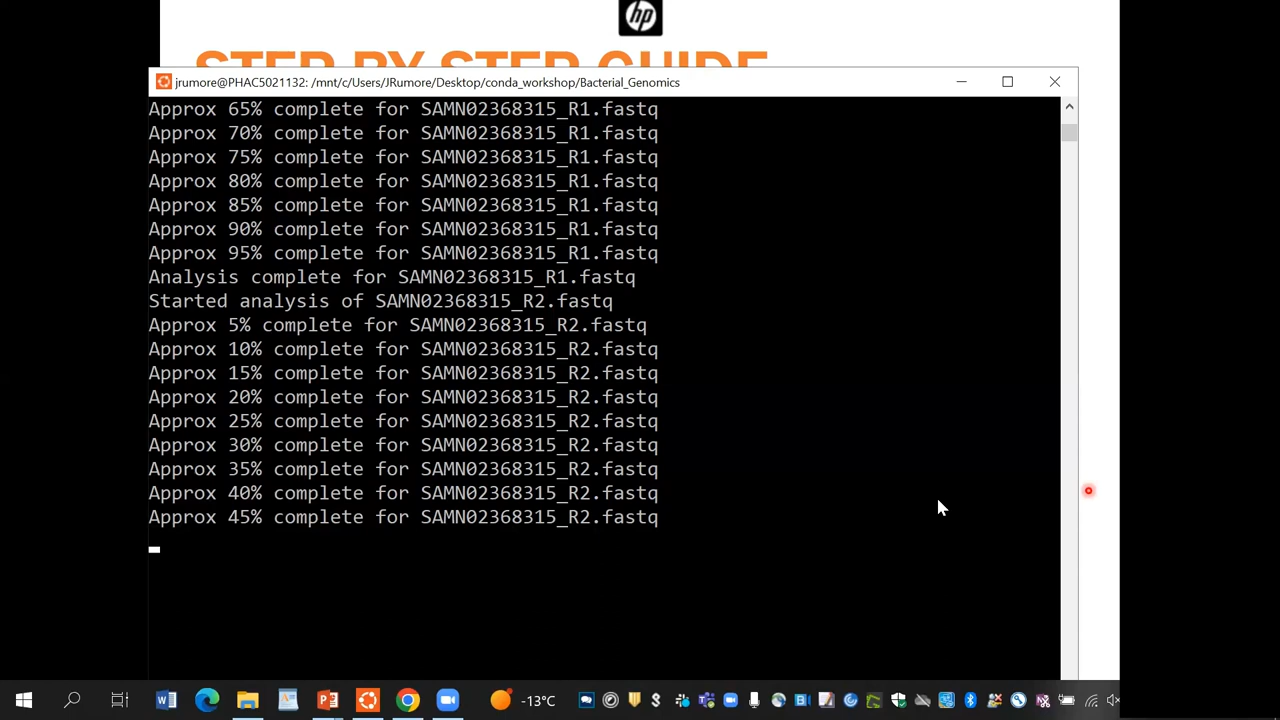 hp
STEP BY STEP GUIDE
jrumore@PHAC5021132: /mnt/c/Users/JRumore/Desktop/conda_workshop/Bacterial_Genomics
Approx 65% complete for SAMN02368315_R1.fastq
Approx 70% complete for SAMN02368315_R1.fastq
Approx 75% complete for SAMN02368315_R1.fastq
Approx 80% complete for SAMN02368315_R1.fastq
Approx 85% complete for SAMN02368315_R1.fastq
Approx 90% complete for SAMN02368315_R1.fastq
Approx 95% complete for SAMN02368315_R1.fastq
Analysis complete for SAMN02368315_R1.fastq
Started analysis of SAMN02368315_R2.fastq
Approx 5% complete for SAMN02368315_R2.fastq
Approx 10% complete for SAMN02368315_R2.fastq
Approx 15% complete for SAMN02368315_R2.fastq
Approx 20% complete for SAMN02368315_R2.fastq
Approx 25% complete for SAMN02368315_R2.fastq
Approx 30% complete for SAMN02368315_R2.fastq
Approx 35% complete for SAMN02368315_R2.fastq
Approx 40% complete for SAMN02368315_R2.fastq
Approx 45% complete for SAMN02368315_R2.fastq
-13°C